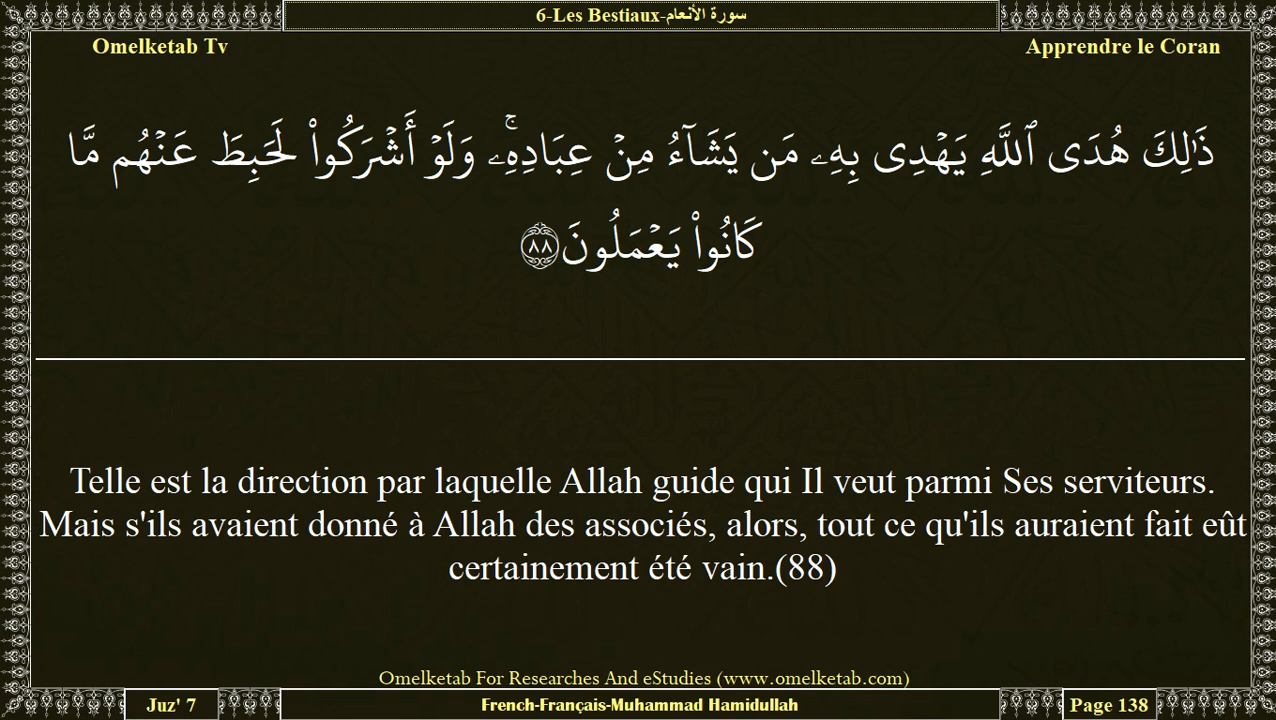 6-Les Bestiaux-سورة الأنعام
Omelketab Tv
Apprendre le Coran
ذَٰلِكَ هُدَى ٱللَّهِ يَهْدِى بِهِۦ مَن يَشَآءُ مِنْ عِبَادِهِۦ ۚ وَلَوْ أَشْرَكُوا۟ لَحَبِطَ عَنْهُم مَّا
كَانُوا۟ يَعْمَلُونَ ٨٨
Telle est la direction par laquelle Allah guide qui Il veut parmi Ses serviteurs.
Mais s'ils avaient donné à Allah des associés, alors, tout ce qu'ils auraient fait eût
certainement été vain.(88)
Omelketab For Researches And eStudies (www.omelketab.com)
Juz' 7
French-Français-Muhammad Hamidullah
Page 138